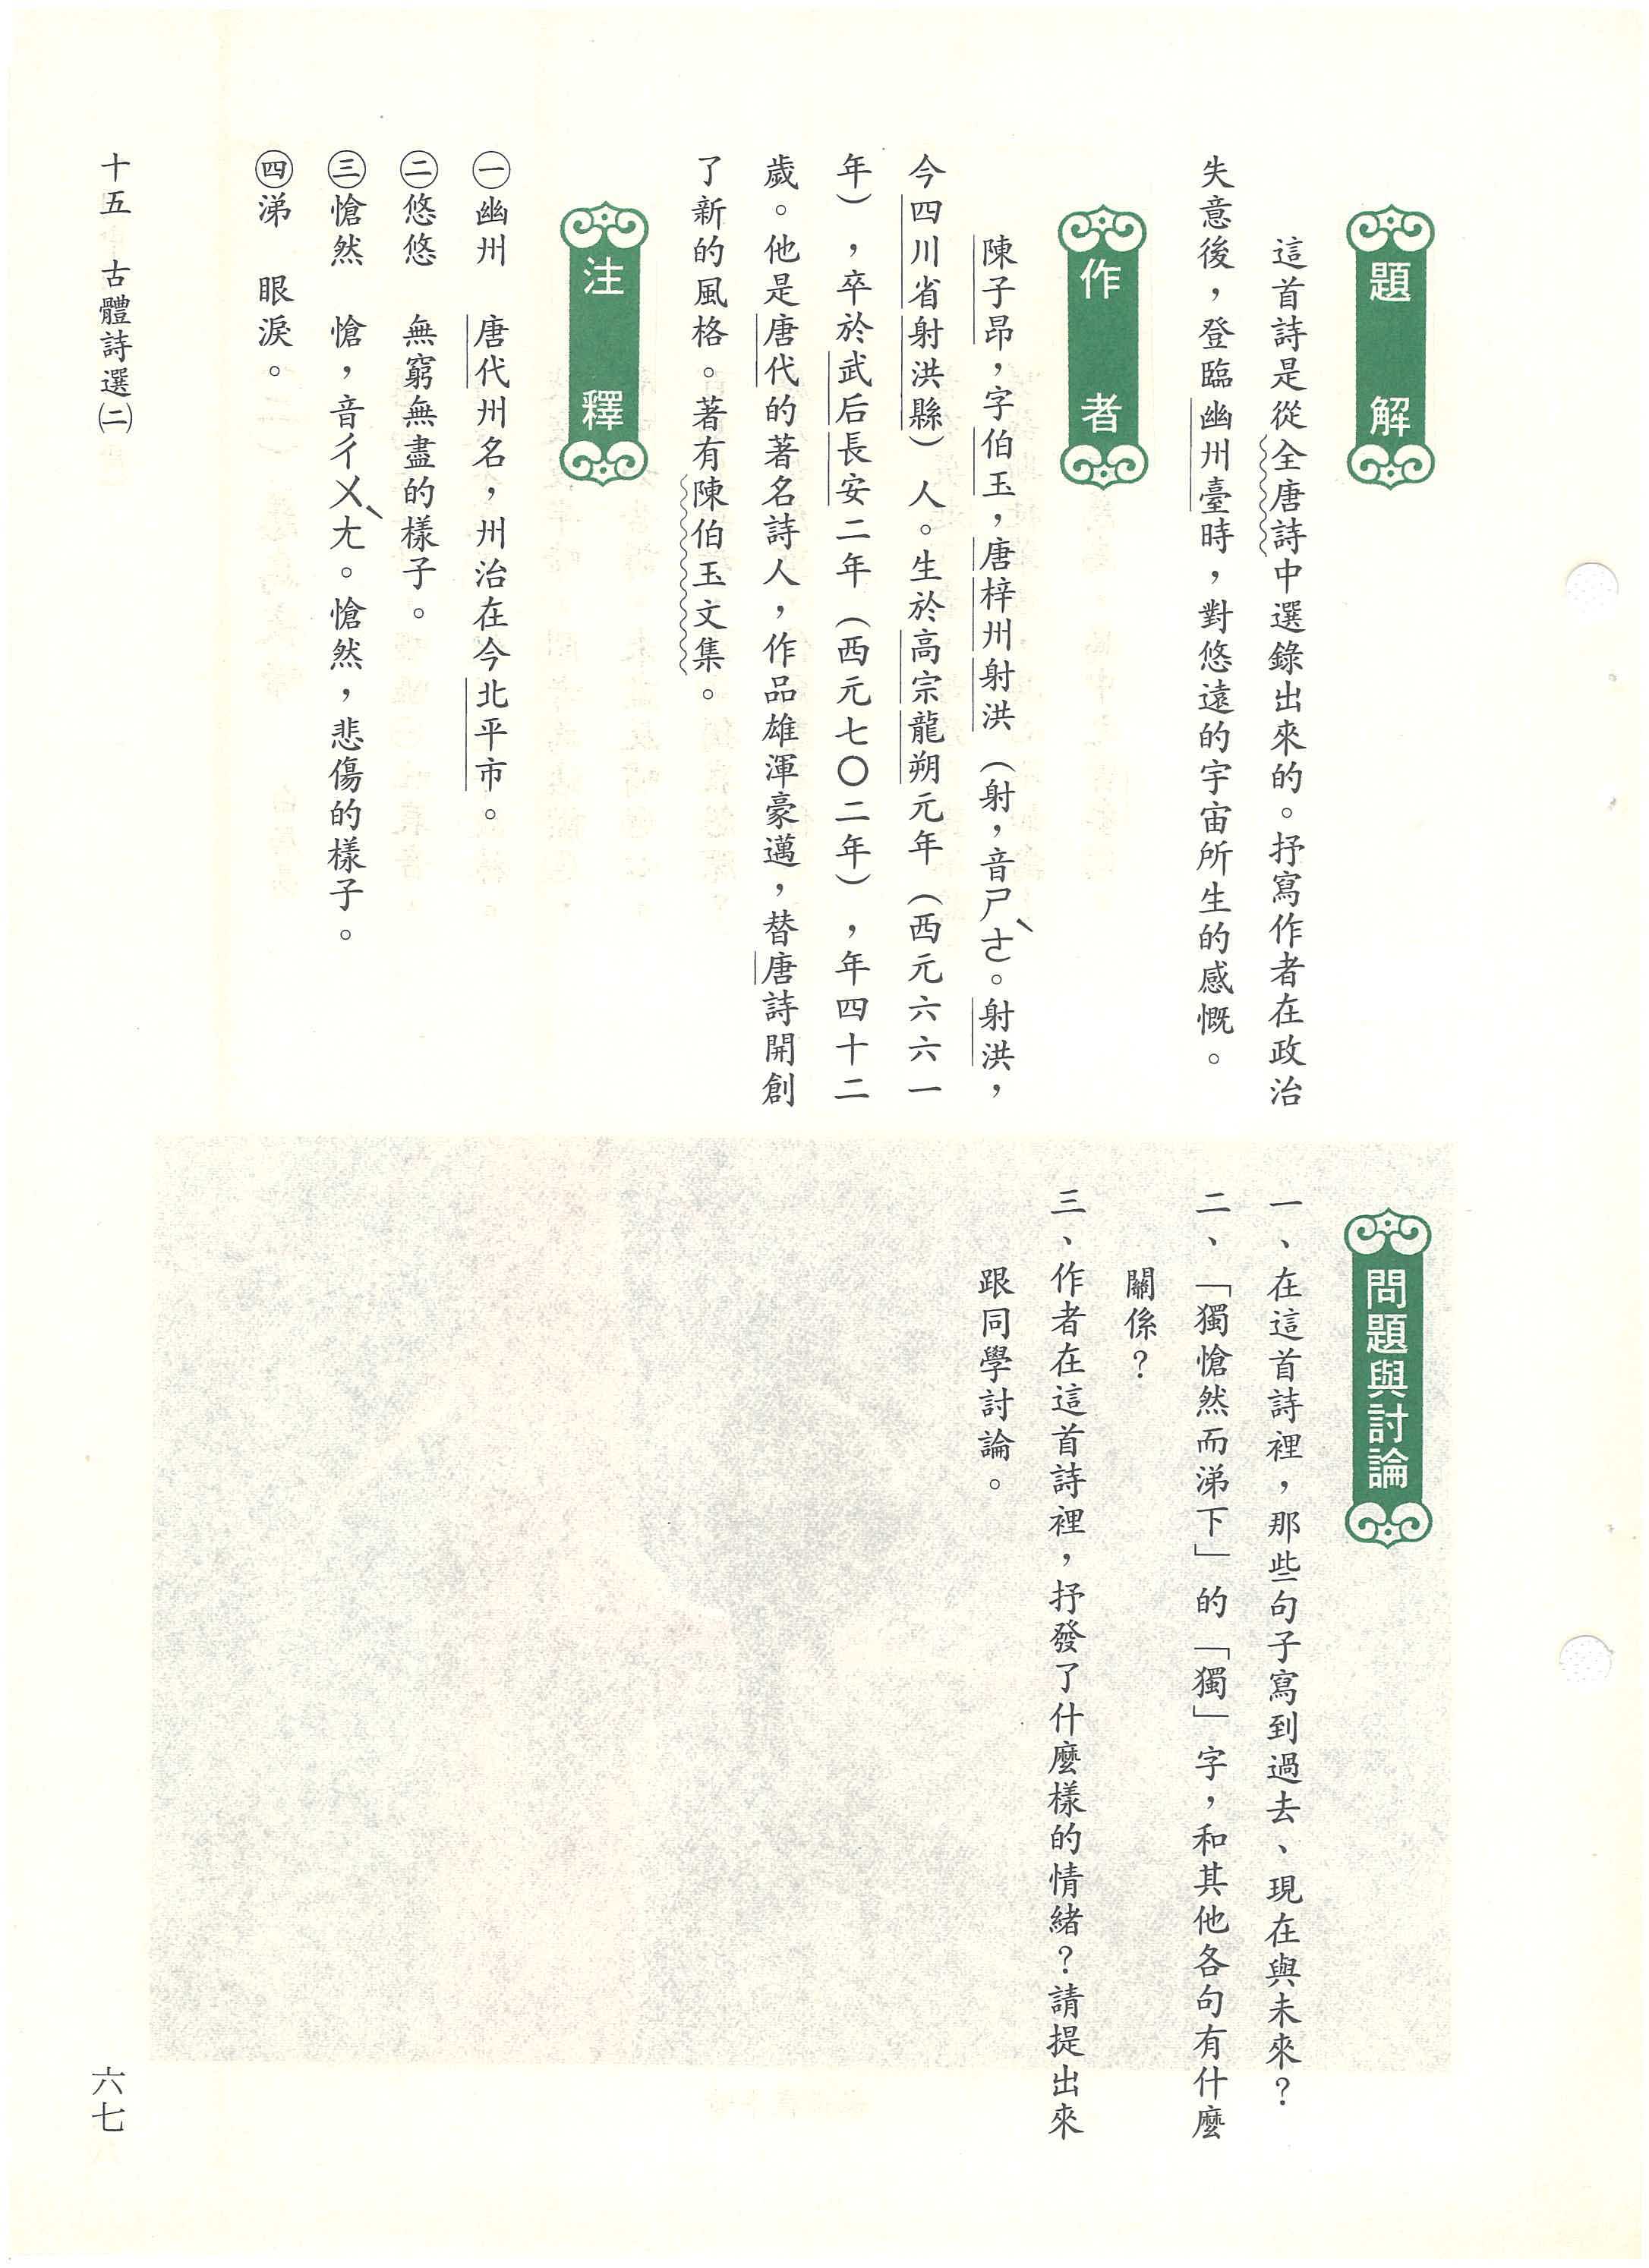 題解
這首詩是從全唐詩中選錄出來的。抒寫作者在政治
失意後，登臨幽州臺時，對悠遠的宇宙所生的感慨。
作者
陳子昂，字伯玉，唐梓州射洪（射，音ㄕㄜˋ。射洪，
今四川省射洪縣）人。生於高宗龍朔元年（西元六六一
年），卒於武后長安二年（西元七〇二年），年四十二
歲。他是唐代的著名詩人，作品雄渾豪邁，替唐詩開創
了新的風格。著有陳伯玉文集。
注釋
㊀幽州　唐代州名，州治在今北平市。
㊁悠悠　無窮無盡的樣子。
㊂愴然　愴，音ㄔㄨㄤˋ。愴然，悲傷的樣子。
㊃涕　眼淚。
問題與討論
一、在這首詩裡，那些句子寫到過去、現在與未來？
二、「獨愴然而涕下」的「獨」字，和其他各句有什麼
關係？
三、作者在這首詩裡，抒發了什麼樣的情緒？請提出來
跟同學討論。
十五　古體詩選㈡
六七